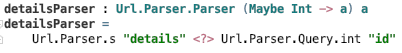 detailsParser : Url.Parser.Parser (Maybe Int -> a) a
detailsParser =
    Url.Parser.s "details" <?> Url.Parser.Query.int "id"